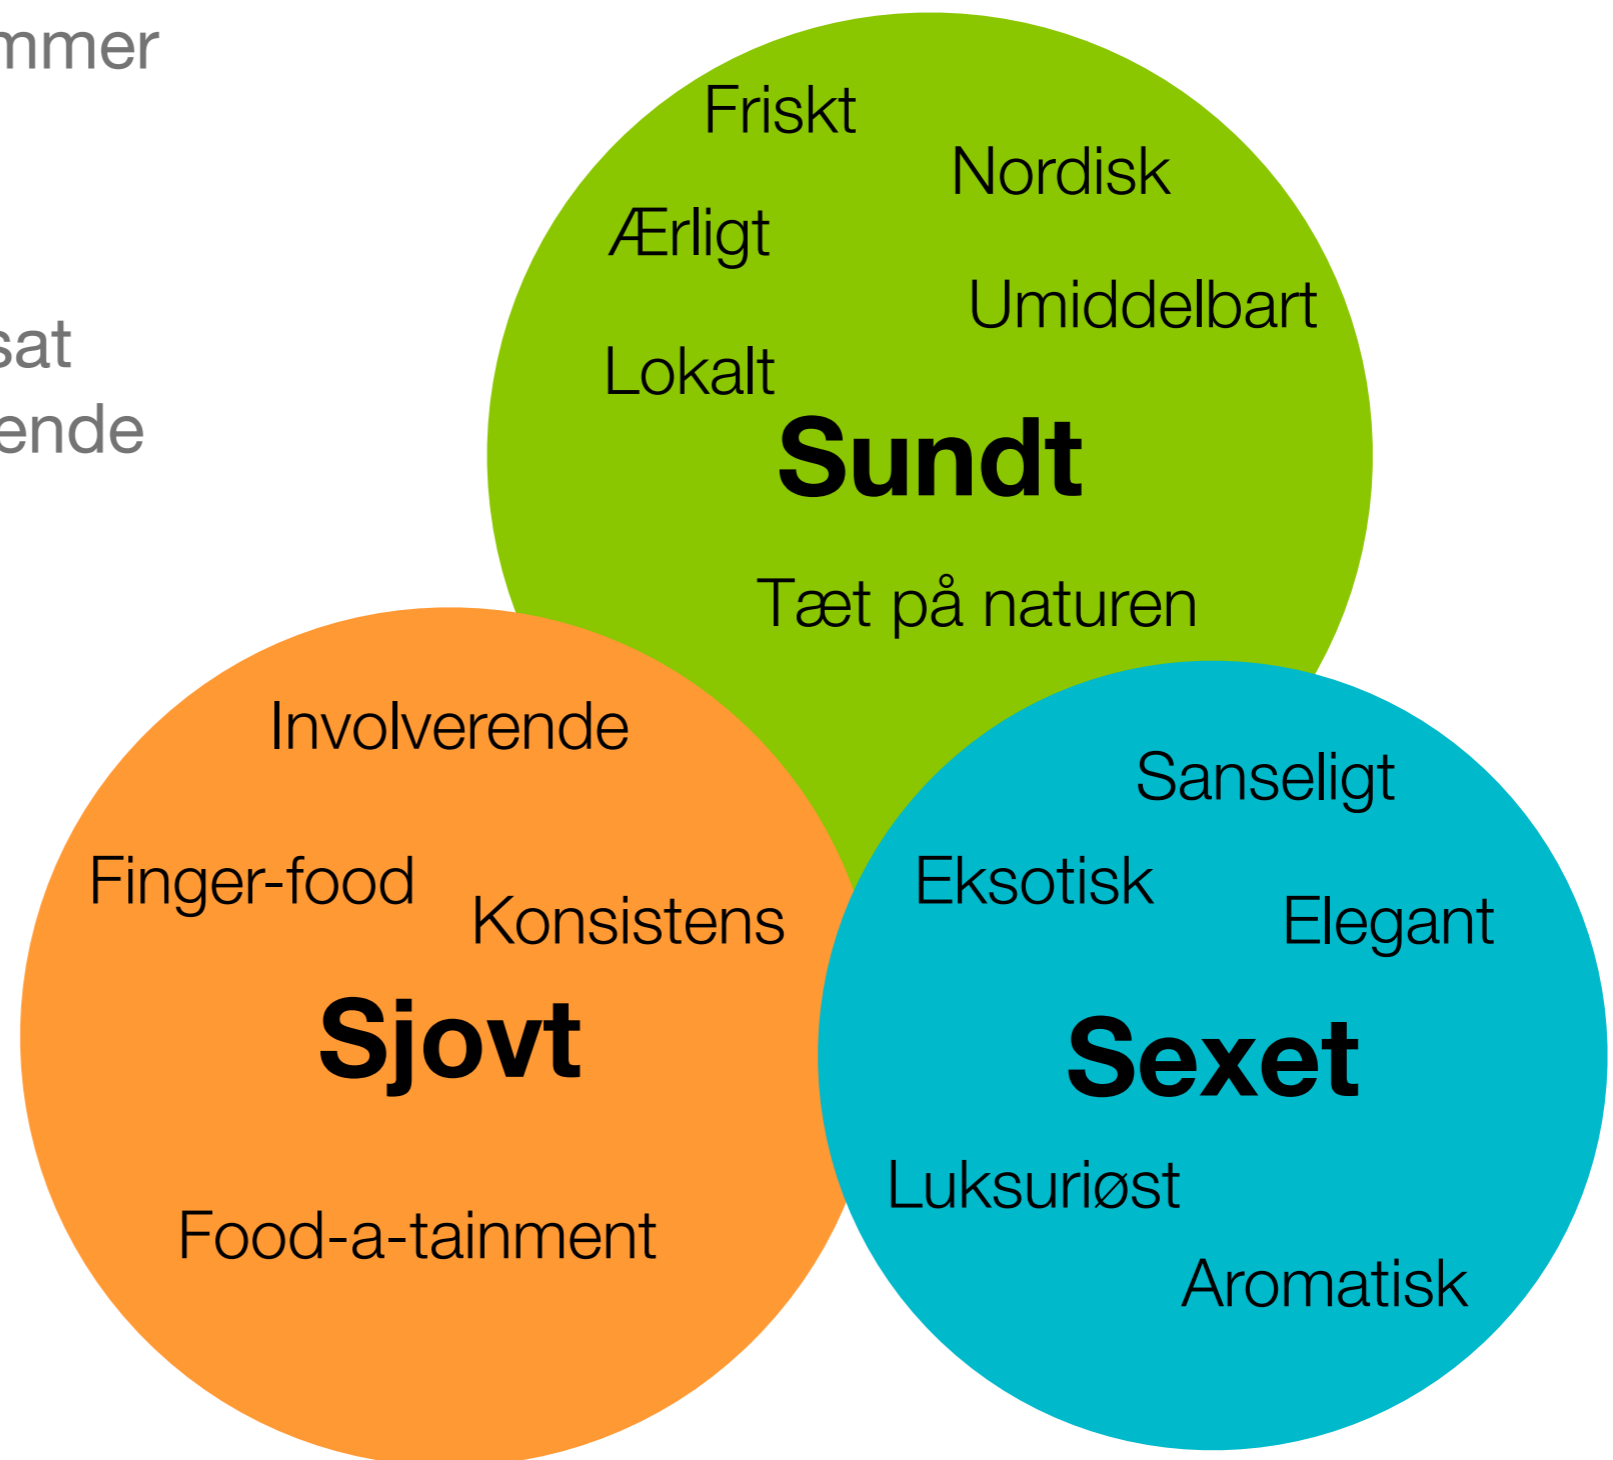 mmer
sat
ende
Friskt
Nordisk
Ærligt
Umiddelbart
Lokalt
Sundt
Tæt på naturen
Involverende
Finger-food
Konsistens
Sjovt
Food-a-tainment
Sanseligt
Eksotisk
Elegant
Sexet
Luksuriøst
Aromatisk